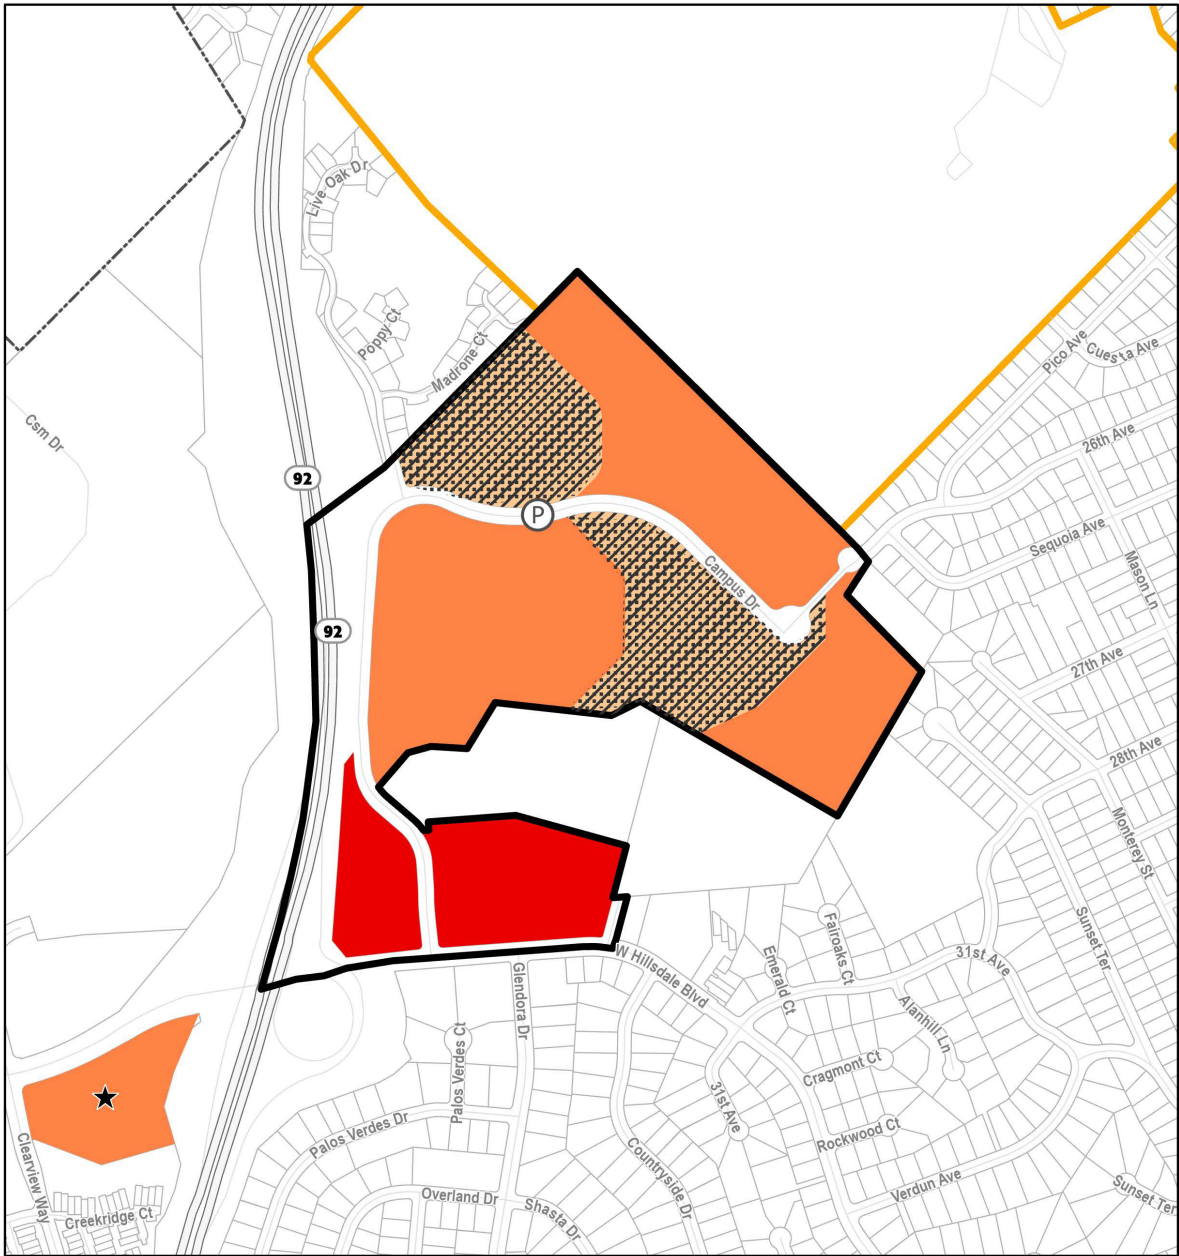 Live Oak Dr
Poppy Ct
Madrone Ct
Pico Ave
Cuesta Ave
26th Ave
Csm Dr
92
P
Sequoia Ave
Mason Ln
Campus Dr
92
27th Ave
28th Ave
Monterey St
Sunset Ter
Fairoaks Ct
31st Ave
W Hillsdale Blvd
Emerald Ct
Glendora Dr
Alanhill Ln
Palos Verdes Ct
Cragmont Ct
31st Ave
Palos Verdes Dr
Rockwood Ct
Clearview Way
Countryside Dr
Verdun Ave
Sunset Ter
Overland Dr
Shasta Dr
Creekridge Ct